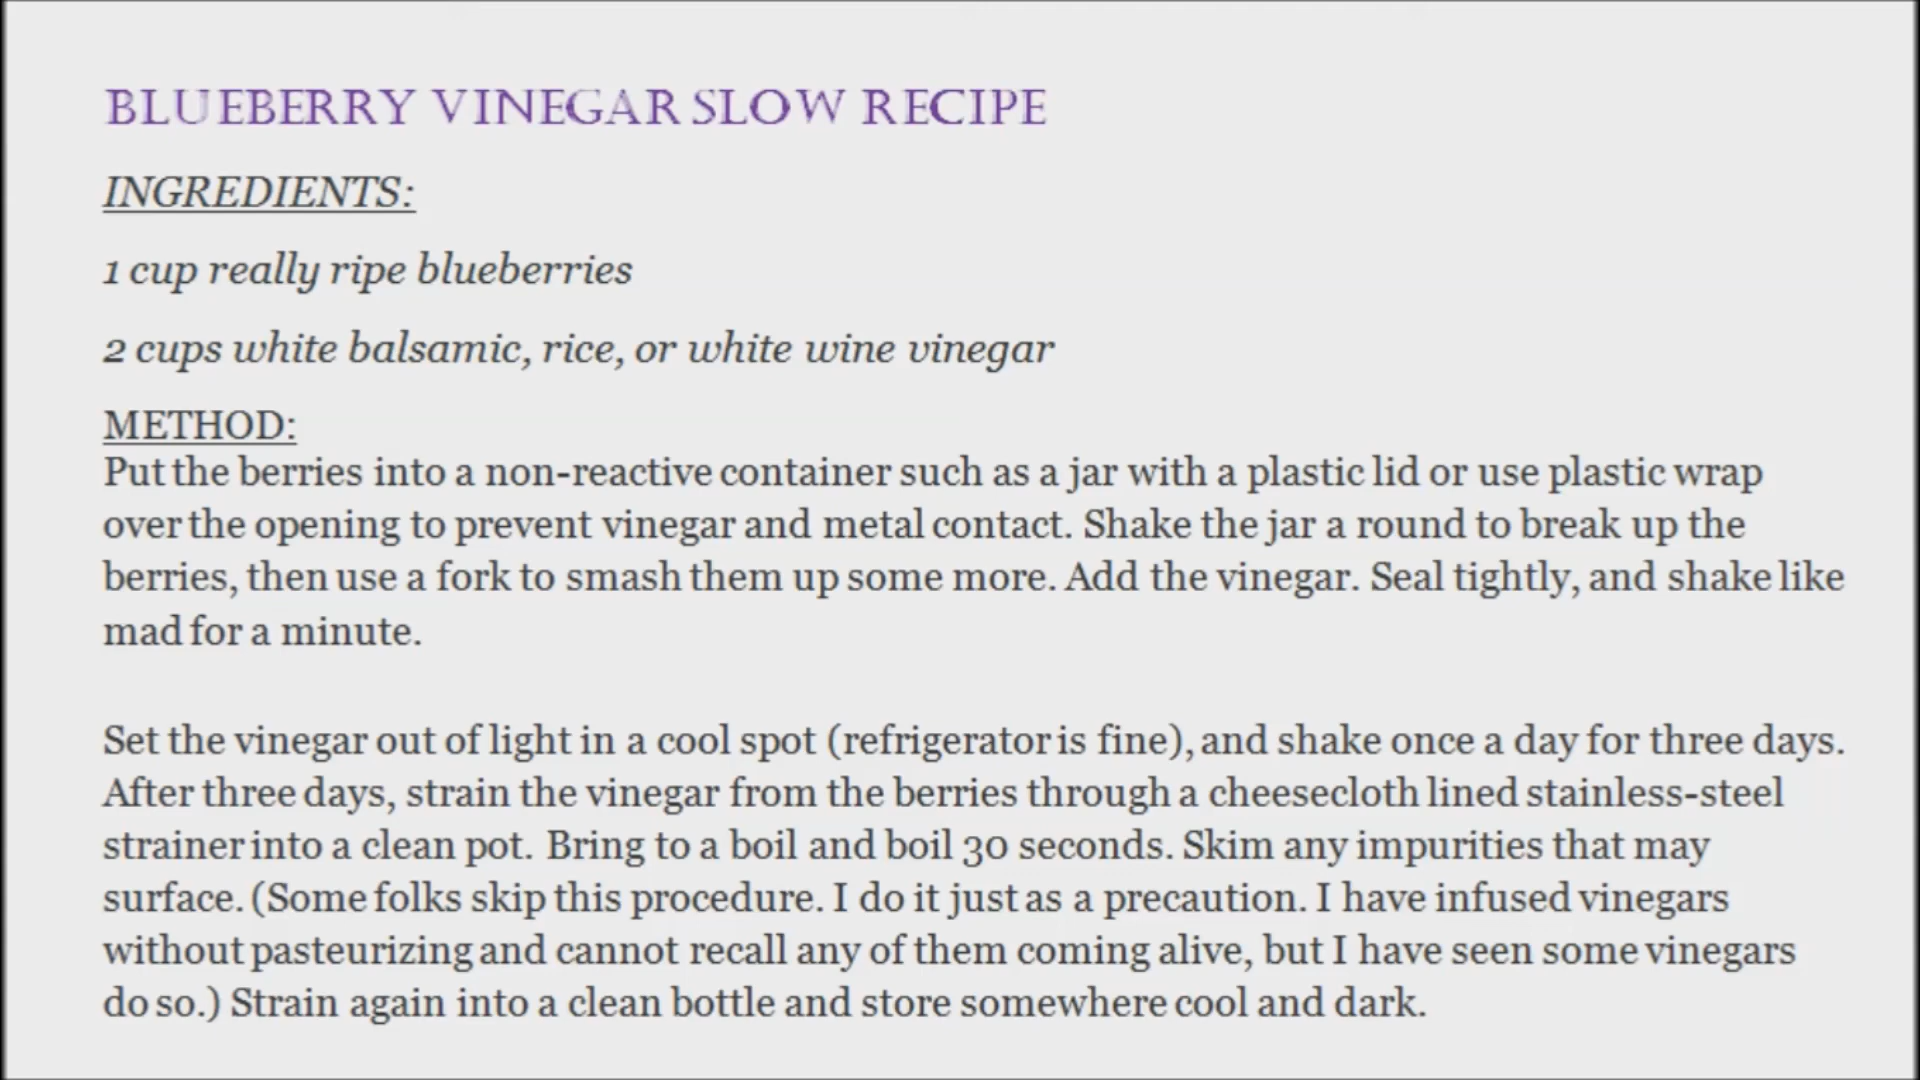 BLUEBERRY VINEGAR SLOW RECIPE
INGREDIENTS:
1 cup really ripe blueberries
2 cups white balsamic, rice, or white wine vinegar
METHOD:
Put the berries into a non-reactive container such as a jar with a plastic lid or use plastic wrap
over the opening to prevent vinegar and metal contact. Shake the jar a round to break up the
berries, then use a fork to smash them up some more. Add the vinegar. Seal tightly, and shake like
mad for a minute.
Set the vinegar out of light in a cool spot (refrigerator is fine), and shake once a day for three days.
After three days, strain the vinegar from the berries through a cheesecloth lined stainless-steel
strainer into a clean pot. Bring to a boil and boil 30 seconds. Skim any impurities that may
surface. (Some folks skip this procedure. I do it just as a precaution. I have infused vinegars
without pasteurizing and cannot recall any of them coming alive, but I have seen some vinegars
do so.) Strain again into a clean bottle and store somewhere cool and dark.